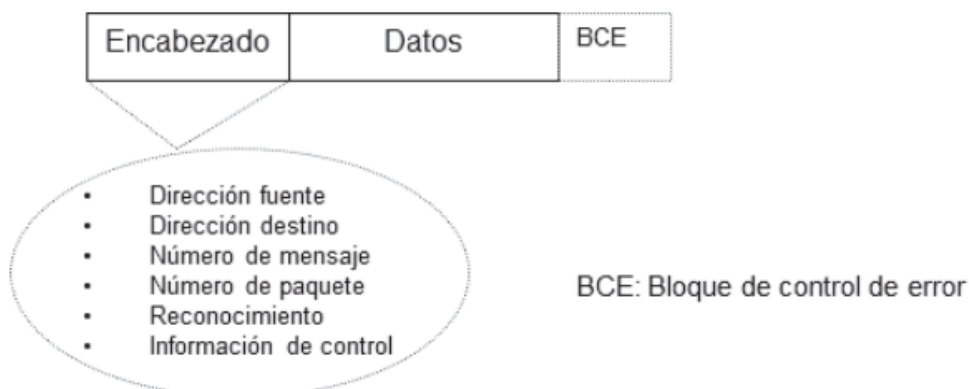 Encabezado Datos BCE
• Dirección fuente
• Dirección destino
• Número de mensaje
• Número de paquete
• Reconocimiento
• Información de control
BCE: Bloque de control de error